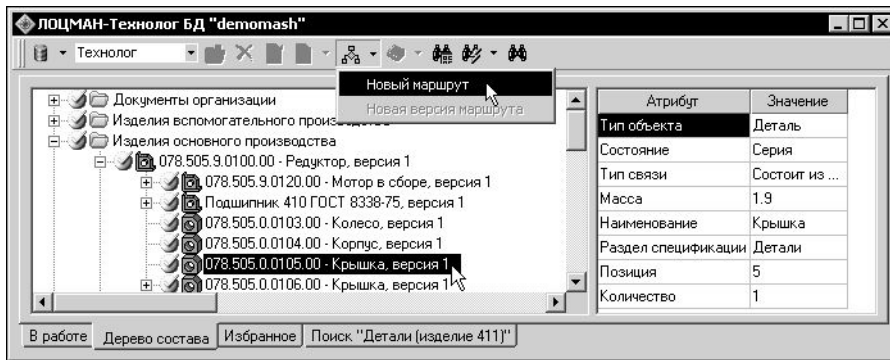 ЛОЦМАН-Технолог БД "demomash"
Технолог
Новый маршрут
Новая версия маршрута
Документы организации
Изделия вспомогательного произ
Изделия основного производства
078.505.9.0100.00 - Редуктор, версия 1
078.505.9.0120.00 - Мотор в сборе, версия 1
Подшипник 410 ГОСТ 8338-75, версия 1
078.505.0.0103.00 - Колесо, версия 1
078.505.0.0104.00 - Корпус, версия 1
078.505.0.0105.00 - Крышка, версия 1
078.505.0.0106.00 - Крышка, версия 1
Атрибут Значение
Тип объекта Деталь
Состояние Серия
Тип связи Состоит из ...
Масса 1.9
Наименование Крышка
Раздел спецификации Детали
Позиция 5
Количество 1
В работе Дерево состава Избранное Поиск "Детали (изделие 411)"